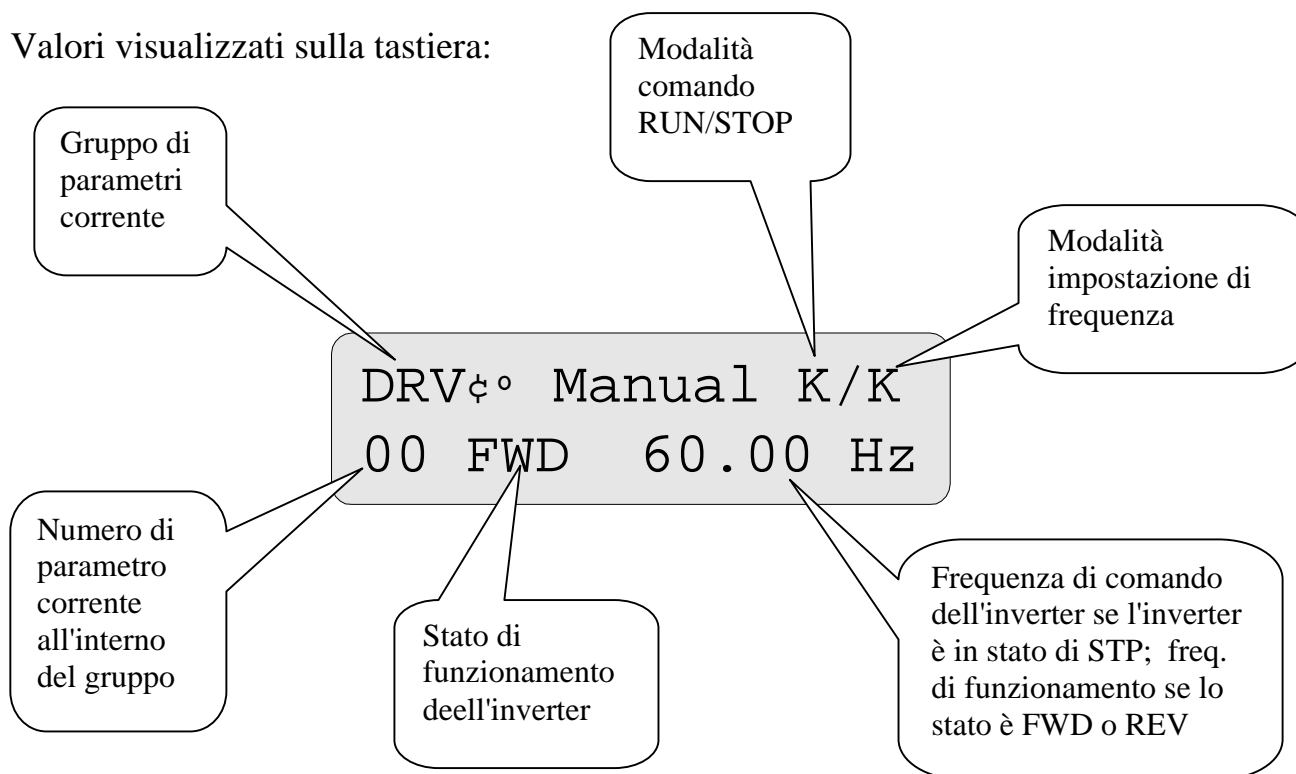 Valori visualizzati sulla tastiera:
Modalità
comando
RUN/STOP
Gruppo di
parametri
corrente
Modalità
impostazione di
frequenza
DRV¢º Manual K/K
00 FWD 60.00 Hz
Numero di
parametro
corrente
all'interno
del gruppo
Stato di
funzionamento
deell'inverter
Frequenza di comando
dell'inverter se l'inverter
è in stato di STP; freq.
di funzionamento se lo
stato è FWD o REV